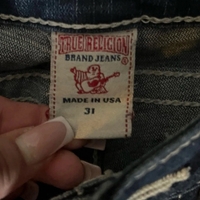 TRUE RELIGION
BRAND JEANS
MADE IN USA
31